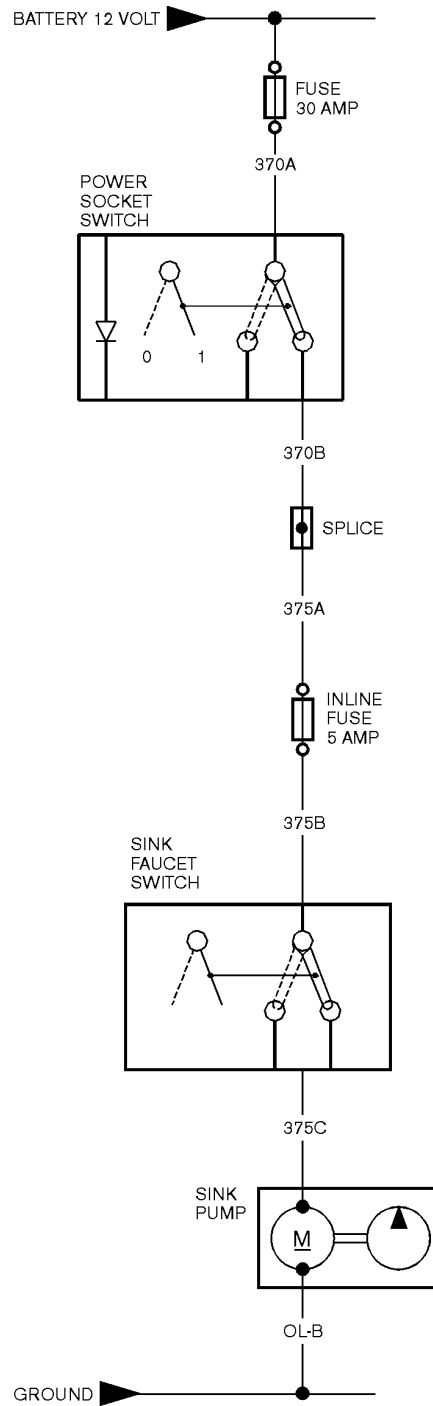 BATTERY 12 VOLT
FUSE
30 AMP
370A
POWER
SOCKET
SWITCH
0 1
370B
SPLICE
375A
INLINE
FUSE
5 AMP
375B
SINK
FAUCET
SWITCH
375C
SINK
PUMP
M
OL-B
GROUND